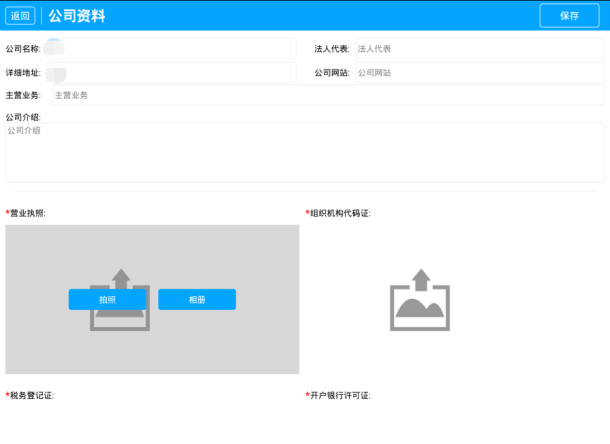 返回 公司资料 保存
公司名称: 法人代表: 法人代表
详细地址: 公司网站: 公司网站
主营业务: 主营业务
公司介绍:
公司介绍
*营业执照: *组织机构代码证:
拍照 相册
*税务登记证: *开户银行许可证: